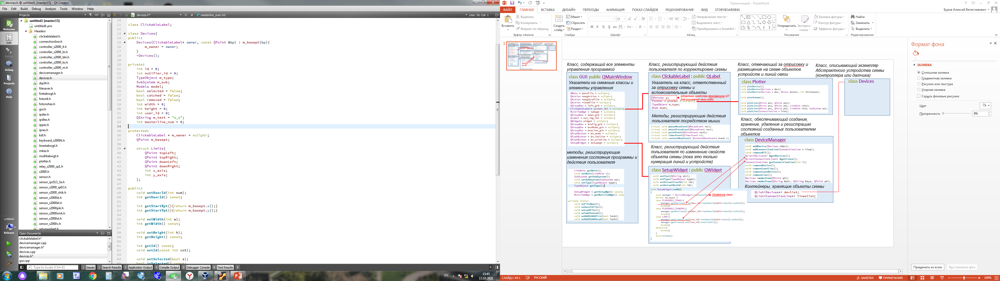 devices.h @ untitled1 [master15] - Qt Creator
File Edit Build Debug Analyze Tools Window Help
Projects
devices.h*
masterline_num: int
Line: 34, Col: 1
Welcome
Edit
Design
Debug
Projects
Help
untitled1
Release
untitled1 [master15]
untitled1.pro
Headers
clickablelabel.h
connectionline.h
controller_s2000_4.h
controller_s2000_bi.h
controller_s2000_bki.h
controller_s2000_ks.h
controller_s2000_m.h
devicemanager.h
devices.h
dip34.h
filesaver.h
firetabwgt.h
foton4.h
fotonshex.h
gui.h
ipdex.h
ipdlex.h
ippex.h
iprex.h
kdl.h
keyboard_s2000k.h
linestabwgt.h
mkex.h
multitabwgt.h
plotter.h
relay_s2000_sp1.h
s2000.h
sensor.h
sensor_ipr513_3a.h
sensor_s2000_ip02.h
sensor_s2000_shik.h
sensor_s2000ik.h
sensor_s2000kt.h
sensor_s2000pik.h
sensor_s2000smk.h
sensor_s2000st.h
sensor_s2000v.h
setupwidget.h
Open Documents
clickablelabel.h*
devicemanager.cpp
devicemanager.h*
devices.cpp
devices.h*
gui.cpp
10
11 class ClickableLabel;
12
13 class Devices{
14 public:
15 Devices(ClickableLabel* owner, const QPoint &bp) : m_basept(bp){
16 m_owner = owner;
17 }
18 ~Devices();
19
20 private:
21 int id = 0;
22 int notifier_id = 0;
23 TypeObject m_type;
24 SubSystem m_sub;
25 Models model;
26 bool selected = false;
27 bool catched = false;
28 bool removed = false;
29 int width = 0;
30 int height = 0;
31 int user_id = 0;
32 QString m_text = "x_x";
33 int masterline_num = 0;
34
35 protected:
36 ClickableLabel * m_owner = nullptr;
37 QPoint m_basept;
38
39 struct Limits{
40 QPoint topLeft;
41 QPoint topRight;
42 QPoint downLeft;
43 QPoint downRight;
44 int x_axis;
45 int y_axis;
46 };
47
48 public:
49 void setUserId(int num);
50 int getUserId() const;
51
52 int getStartXpt(){return m_basept.x();}
53 int getStartYpt(){return m_basept.y();}
54
55 void setWidth(int w);
56 int getWidth() const;
57
58 void setHeight(int h);
59 int getHeight() const;
60
61 int getId() const;
62 void setId(const int cnt);
63
64 void setSelected(bool s);
65 bool isSelected() const;
Type to locate (Ctrl+K)
1 Issues 2 Search Results 3 Application Output 4 Compile Output 5 Debugger Console 8 Test Results
EN
15:45
13.10.2021
Презентация1 - PowerPoint
ФАЙЛ ГЛАВНАЯ ВСТАВКА ДИЗАЙН ПЕРЕХОДЫ АНИМАЦИЯ ПОКАЗ СЛАЙДОВ РЕЦЕНЗИРОВАНИЕ ВИД STORYBOARDING
Буров Алексей Вячеславович
Вставить
Вырезать
Копировать
Формат по образцу
Буфер обмена
Создать слайд
Макет
Сбросить
Раздел
Слайды
18
Шрифт
Направление текста
Выровнять текст
Преобразовать в SmartArt
Абзац
Упорядочить
Экспресс-стили
Заливка фигуры
Контур фигуры
Эффекты фигуры
Рисование
Найти
Заменить
Выделить
Редактирование
1
Класс, содержащий все элементы
управления программой
class GUI: public QMainWindow
Указатели на смежные классы и
элементы управления
QMenu * pmnuFile = nullptr;
QAction *msgAction = nullptr;
QAction *msgSaveFile = nullptr;
QAction *loadFile = nullptr;
QGroupBox * left_grb = nullptr;
ClickableLabel* screen_lbl = nullptr;
MultiTabWgt * tabwgt = nullptr;
QGroupBox * down_grb = nullptr;
QLabel * ext_img_lbl = nullptr;
QWidget* widget = nullptr;
QGroupBox * bnsFig_grb = nullptr;
QGroupBox * bnsMode_grb = nullptr;
QGroupBox * bnsLine_grb = nullptr;
QPushButton * bn_mode = nullptr;
QPushButton * bn_fatline = nullptr;
QPushButton * bn_slimline = nullptr;
SetupWidget * setupwgt = nullptr;
методы, регистрирующие
изменения состояния программы и
действия пользователя
LineRole getRole();
void setRole(LineRole r);
SubSystem getSubSystem();
void setSubSystem(SubSystem ss);
void setType(TypeObject type);
TypeObject getType();
SetupWidget * getSetupWgt() const;
MultiTabWgt * getMultiTabWgt() cons
private slots:
void onFileOpen();
void onSaveToFile();
void onLoadFile();
void onTabChoosed();
void onAddS2000Fire(bool lock);
void onAddS2000Scud(bool lock);
Класс, регистрирующий действия
пользователя по корректировке схемы
class ClickableLabel : public QLabel
Указатель на класс, ответственный
за отрисовку схемы и
вспомогательные объекты
QPainter p;
Штатное средства фреймворка QT
для рисования чего-либо
Plotter * plotter = nullptr;
TypeObject m_type;
Mode mode;
Методы, регистрирующие действия
пользователя посредством мыши
virtual void mouseMoveEvent(QMouseEvent *ev);
virtual void mousePressEvent(QMouseEvent *ev);
virtual void paintEvent(QPaintEvent *evt);
virtual void timerEvent(QTimerEvent *);
virtual void contextMenuEvent( QContextMenuEvent* event );
Класс, регистрирующий действия
пользователя по изменению свойств
объекта схемы (пока это только
нумерация линий и устройств)
class SetupWidget : public QWidget
void setText(QString str);
void setType(TypeObject type);
void setActualLineId(int id);
void setActualDevId(int id);
void SetupWidget::onOk()
{
auto manager = DeviceManager::instance();
Singletone class
switch (m_type) {
case PLUGGABLE_TO485:{
manager.getDevices().at(dev_id)->setUserId(edit->text().toInt());
break;}
case PLUGGABLE_TO2WIRE:{
manager.getDevices().at(dev_id)->setUserId(edit->text().toInt());
break;}
case LINE:{
manager.getLines().at(line_id)->setUserId(edit->text().toInt());
manager.getLines().at(line_id)->notifyAll();
break;}
default:{
break;}
}
this->hide();
}
Класс, отвечающий за отрисовку и
размещение на схеме объектов
устройств и линий связи
class Plotter
void plotDevice();
void plotDevice(Devices * dev);
void plotDevice(Devices * dev, QColor &color, int thickness);
void plotScheme();
void plotLine(QPoint pt1, QPoint pt2);
void plotLine(QPoint pt1, QPoint pt2, LineRole role);
void plotLine(QPoint pt1, QPoint pt2, LineRole role, SubSystem ss);
void plotLine(ConnectionLine * line);
Класс, обеспечивающий создание,
хранение, удаление и регистрацию
состояний созданных пользователем
объектов
class DeviceManager
void addDevice(Devices *dev);
void addConnectionLine(ConnectionLine * line);
void removeAll();
QList<Devices*> &getDevices();
QList<ConnectionLine*> &getLines();
ConnectionLine* getConnectionLine(int i);
void removeDevice();
void removeLastLine();
void removeLastDevice();
void removeLine();
Devices *makeItem(QPoint pt);
Devices *makeItem(QString &str, QString &sys, QPoint pt);
Контейнеры, хранящие объекты схемы
QList<Devices*> devlist;
QList<ConnectionLine*> lineslist;
Класс, описывающий экземпляр
Абстрактного устройства схемы
(контроллера или датчика)
class Devices
Формат фона
ЗАЛИВКА
Сплошная заливка
Градиентная заливка
Рисунок или текстура
Узорная заливка
Скрыть фоновые рисунки
Цвет
Прозрачность
0%
Применить ко всем
Восстановить фон
СЛАЙД 1 ИЗ 1
РУССКИЙ
ЗАМЕТКИ
ПРИМЕЧАНИЯ
100%